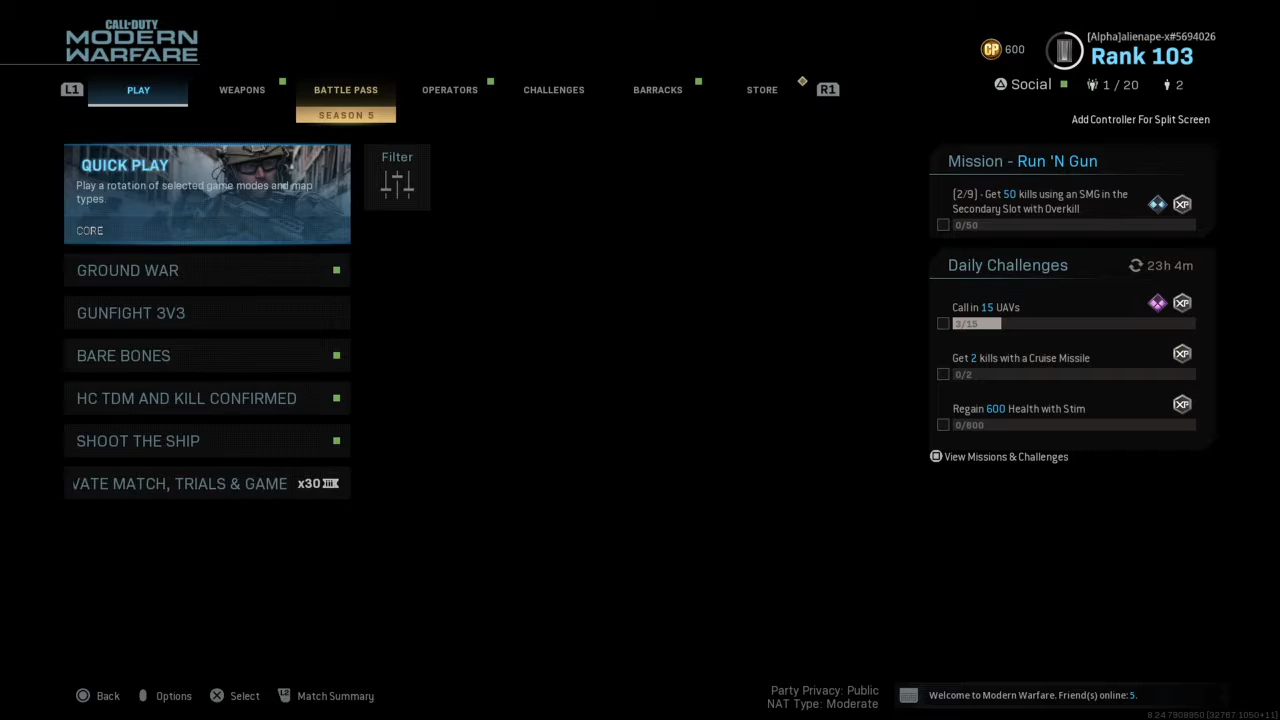 CALL OF DUTY
MODERN
WARFARE
CP 600
[Alpha]alienape-x#5694026
Rank 103
Social
1 / 20
2
L1
PLAY
WEAPONS
BATTLE PASS
OPERATORS
CHALLENGES
BARRACKS
STORE
R1
SEASON 5
Add Controller For Split Screen
QUICK PLAY
Play a rotation of selected game modes and map
types.
CORE
Filter
GROUND WAR
GUNFIGHT 3V3
BARE BONES
HC TDM AND KILL CONFIRMED
SHOOT THE SHIP
VATE MATCH, TRIALS & GAME x30
Mission - Run 'N Gun
(2/9) - Get 50 kills using an SMG in the
Secondary Slot with Overkill
XP
0/50
Daily Challenges
23h 4m
Call in 15 UAVs
XP
3/15
Get 2 kills with a Cruise Missile
XP
0/2
Regain 600 Health with Stim
XP
0/600
View Missions & Challenges
Back
Options
Select
L2 Match Summary
Party Privacy: Public
NAT Type: Moderate
Welcome to Modern Warfare. Friend(s) online: 5.